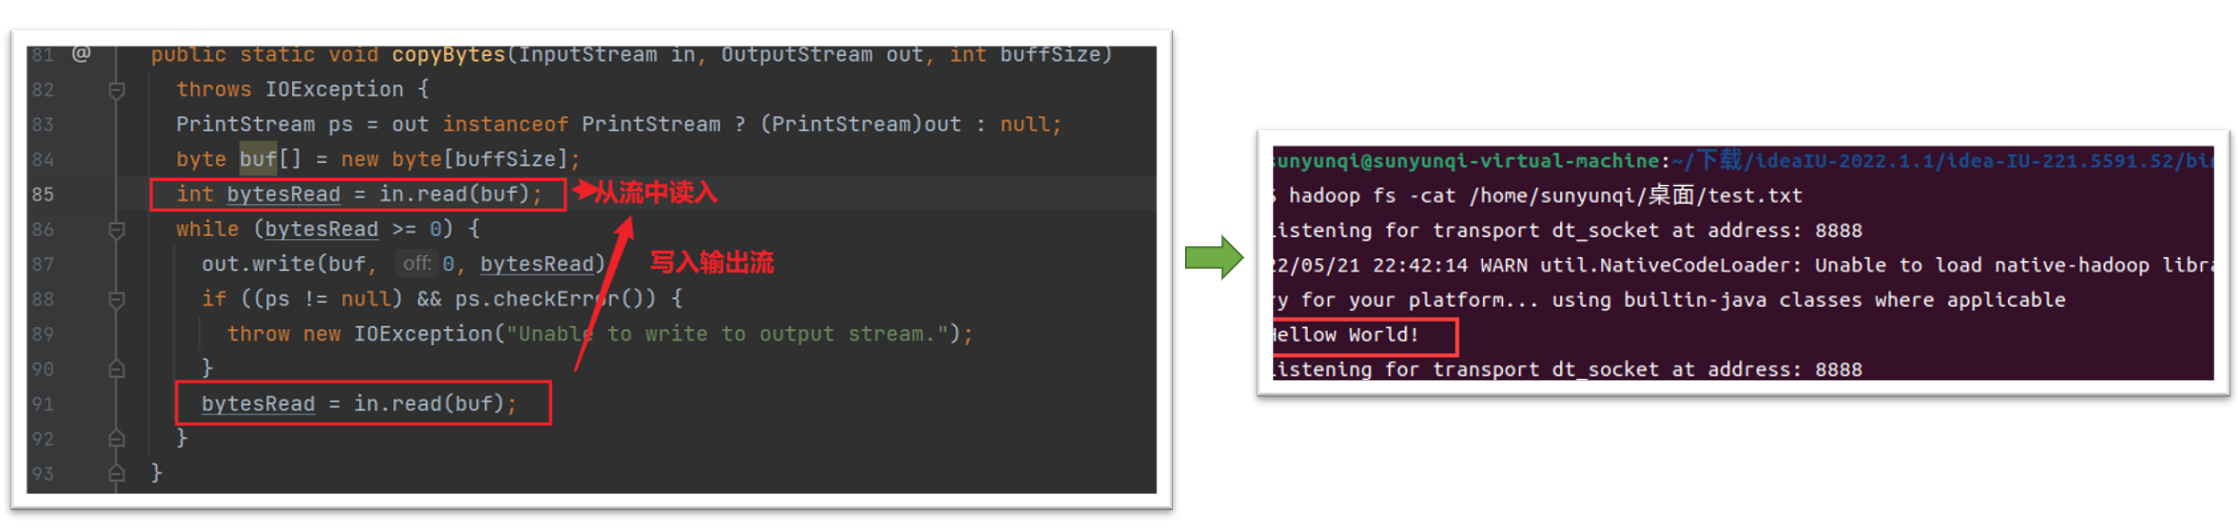 81 @ public static void copyBytes(InputStream in, OutputStream out, int buffSize)
82 throws IOException {
83 PrintStream ps = out instanceof PrintStream ? (PrintStream)out : null;
84 byte buf[] = new byte[buffSize];
85 int bytesRead = in.read(buf); 从流中读入
86 while (bytesRead >= 0) {
87 out.write(buf, off: 0, bytesRead)
写入输出流
88 if ((ps != null) && ps.checkError()) {
89 throw new IOException("Unable to write to output stream.");
90 }
91 bytesRead = in.read(buf);
92 }
93 }
sunyunqi@sunyunqi-virtual-machine:~/下载/ideaIU-2022.1.1/idea-IU-221.5591.52/bin
$ hadoop fs -cat /home/sunyunqi/桌面/test.txt
Listening for transport dt_socket at address: 8888
22/05/21 22:42:14 WARN util.NativeCodeLoader: Unable to load native-hadoop libra
ry for your platform... using builtin-java classes where applicable
Hellow World!
Listening for transport dt_socket at address: 8888